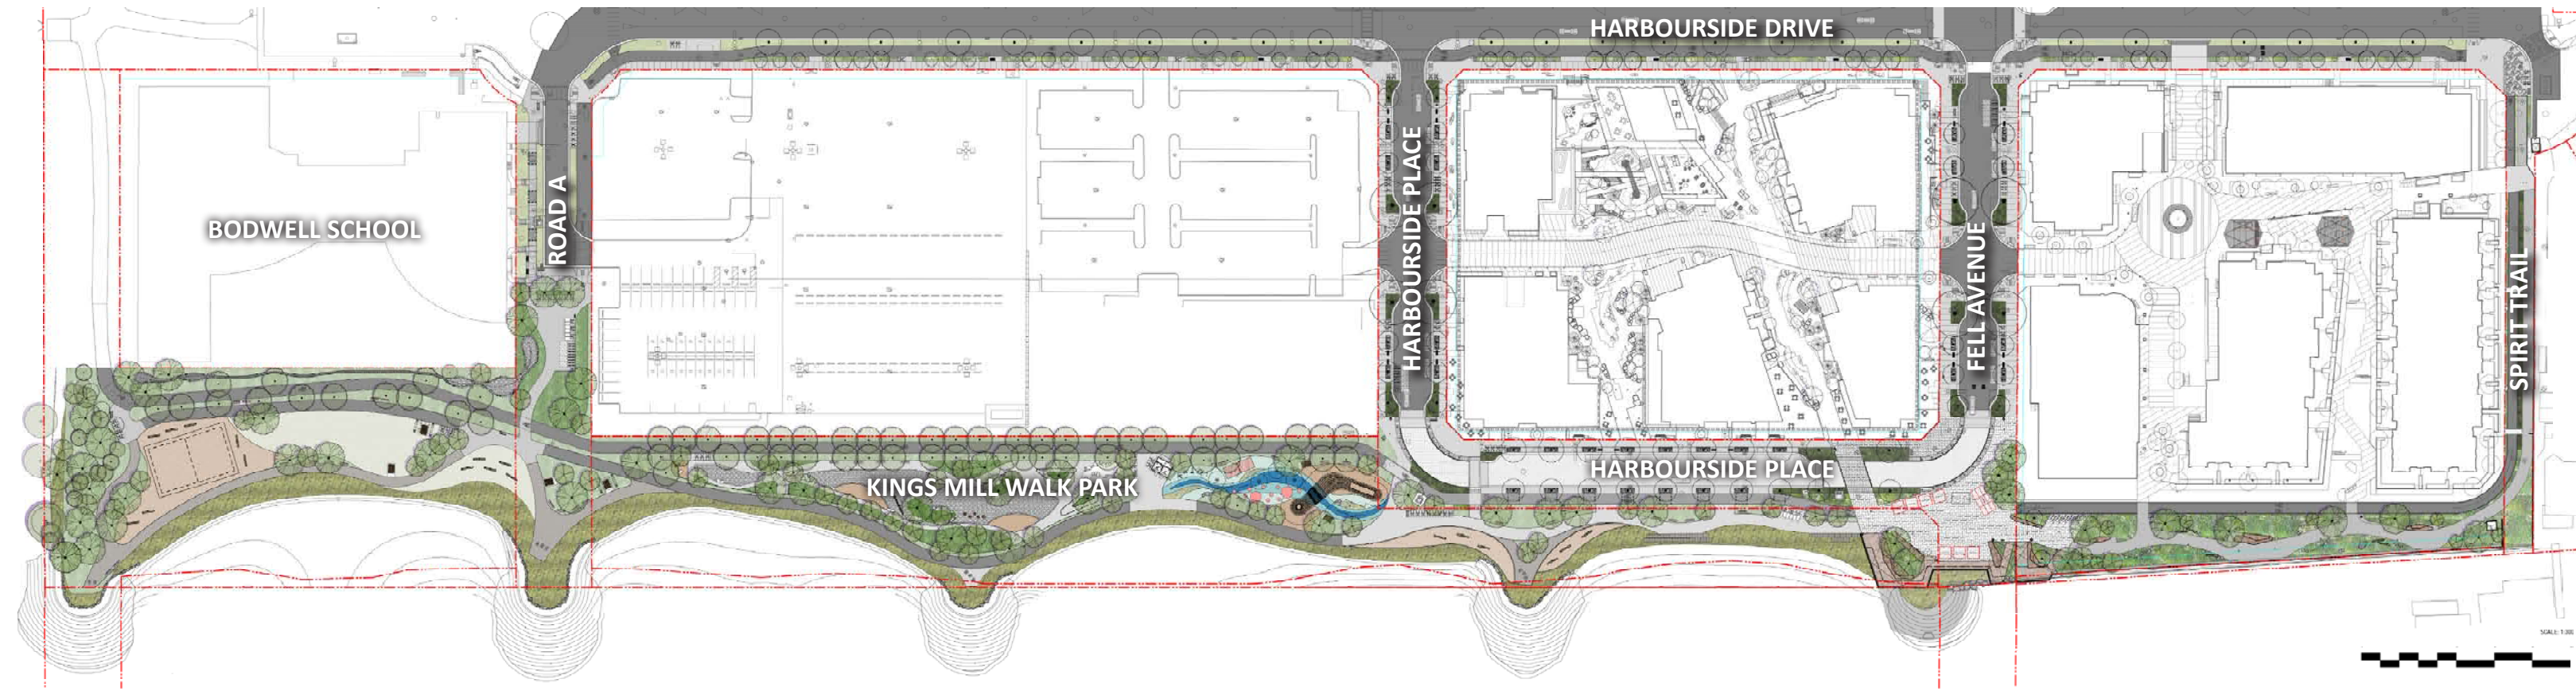 HARBOURSIDE DRIVE
BODWELL SCHOOL
ROAD A
HARBOURSIDE PLACE
FELL AVENUE
SPIRIT TRAIL
HARBOURSIDE PLACE
KINGS MILL WALK PARK